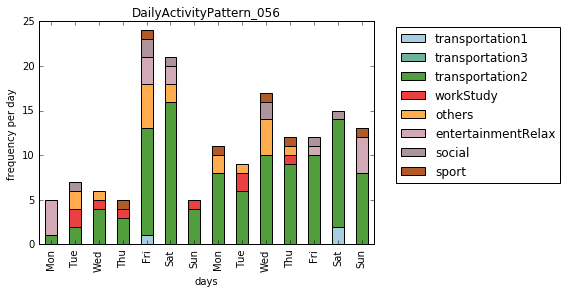 DailyActivityPattern_056
frequency per day
25
20
15
10
5
0
Mon
Tue
Wed
Thu
Fri
Sat
Sun
Mon
Tue
Wed
Thu
Fri
Sat
Sun
days
transportation1
transportation3
transportation2
workStudy
others
entertainmentRelax
social
sport